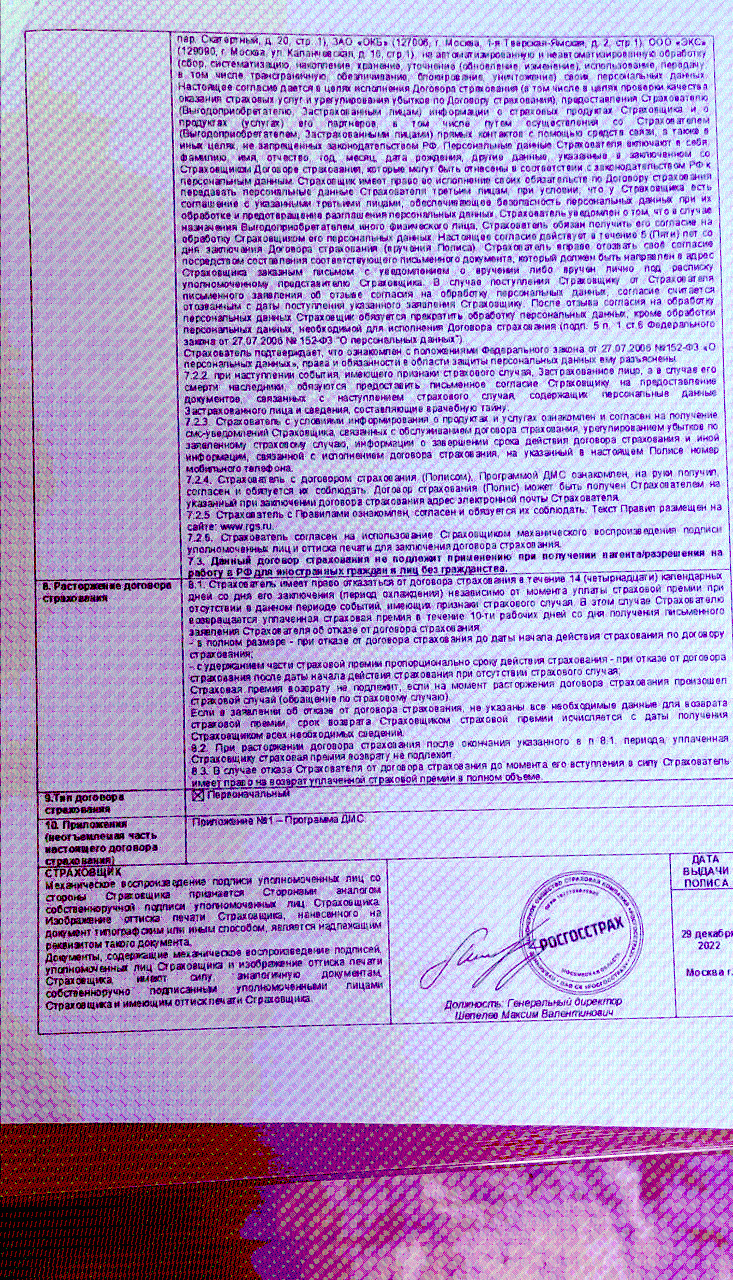 пер. Скатертный, д. 20, стр. 1), ЗАО «ОКБ» (127006, г. Москва, 1-я Тверская-Ямская, д. 2, стр.1), ООО «ЭКС»
(129090, г. Москва, ул. Каланчевская, д. 16, стр.1), на автоматизированную и неавтоматизированную обработку
(сбор, систематизацию, накопление, хранение, уточнение (обновление, изменение), использование, передачу,
в том числе трансграничную, обезличивание, блокирование, уничтожение) своих персональных данных.
Настоящее согласие дается в целях исполнения Договора страхования (в том числе в целях проверки качества
оказания страховых услуг и урегулирования убытков по Договору страхования), предоставления Страхователю
(Выгодоприобретателю, Застрахованным лицам) информации о страховых продуктах Страховщика и о
продуктах (услугах) его партнеров, в том числе путем осуществления со Страхователем
(Выгодоприобретателем, Застрахованными лицами) прямых контактов с помощью средств связи, а также в
иных целях, не запрещенных законодательством РФ. Персональные данные Страхователя включают в себя:
фамилию, имя, отчество, год, месяц, дата рождения, другие данные, указанные в заключенном со
Страховщиком Договоре страхования, которые могут быть отнесены в соответствии с законодательством РФ к
персональным данным. Страховщик имеет право во исполнение своих обязательств по Договору страхования
передавать персональные данные Страхователя третьим лицам, при условии, что у Страховщика есть
соглашение с указанными третьими лицами, обеспечивающее безопасность персональных данных при их
обработке и предотвращение разглашения персональных данных. Страхователь уведомлен о том, что в случае
назначения Выгодоприобретателем иного физического лица, Страхователь обязан получить его согласие на
обработку Страховщиком его персональных данных. Настоящее согласие действует в течение 5 (Пяти) лет со
дня заключения Договора страхования (вручения Полиса). Страхователь вправе отозвать своё согласие
посредством составления соответствующего письменного документа, который должен быть направлен в адрес
Страховщика заказным письмом с уведомлением о вручении либо вручен лично под расписку
уполномоченному представителю Страховщика. В случае поступления Страховщику от Страхователя
письменного заявления об отзыве согласия на обработку персональных данных, согласие считается
отозванным с даты поступления указанного заявления Страховщику. После отзыва согласия на обработку
персональных данных Страховщик обязуется прекратить обработку персональных данных, кроме обработки
персональных данных, необходимой для исполнения Договора страхования (подп. 5 п. 1 ст.6 Федерального
закона от 27.07.2006 № 152-ФЗ "О персональных данных").
Страхователь подтверждает, что ознакомлен с положениями Федерального закона от 27.07.2006 №152-ФЗ «О
персональных данных», права и обязанности в области защиты персональных данных ему разъяснены.
7.2.2. при наступлении события, имеющего признаки страхового случая, Застрахованное лицо, а в случае его
смерти наследники, обязуются предоставить письменное согласие Страховщику на предоставление
документов, связанных с наступлением страхового случая, содержащих персональные данные
Застрахованного лица и сведения, составляющие врачебную тайну.
7.2.3. Страхователь с условиями информирования о продуктах и услугах ознакомлен и согласен на получение
смс-уведомлений Страховщика, связанных с обслуживанием договора страхования, урегулированием убытков по
заявленному страховому случаю, информации о завершении срока действия договора страхования и иной
информации, связанной с исполнением договора страхования, на указанный в настоящем Полисе номер
мобильного телефона.
7.2.4. Страхователь с договором страхования (Полисом), Программой ДМС ознакомлен, на руки получил,
согласен и обязуется их соблюдать. Договор страхования (Полис) может быть получен Страхователем на
указанный при заключении договора страхования адрес электронной почты Страхователя.
7.2.5 Страхователь с Правилами ознакомлен, согласен и обязуется их соблюдать. Текст Правил размещен на
сайте: www.rgs.ru.
7.2.6. Страхователь согласен на использование Страховщиком механического воспроизведения подписи
уполномоченных лиц и оттиска печати для заключения договора страхования.
7.3. Данный договор страхования не подлежит применению при получении патента/разрешения на
работу в РФ для иностранных граждан и лиц без гражданства.
8. Расторжение договора
страхования
8.1. Страхователь имеет право отказаться от договора страхования в течение 14 (четырнадцати) календарных
дней со дня его заключения (период охлаждения) независимо от момента уплаты страховой премии при
отсутствии в данном периоде событий, имеющих признаки страхового случая. В этом случае Страхователю
возвращается уплаченная страховая премия в течение 10-ти рабочих дней со дня получения письменного
заявления Страхователя об отказе от договора страхования:
- в полном размере - при отказе от договора страхования до даты начала действия страхования по договору
страхования;
- с удержанием части страховой премии пропорционально сроку действия страхования - при отказе от договора
страхования после даты начала действия страхования при отсутствии страхового случая;
Страховая премия возврату не подлежит, если на момент расторжения договора страхования произошел
страховой случай (обращение по страховому случаю).
Если в заявлении об отказе от договора страхования, не указаны все необходимые данные для возврата
страховой премии, срок возврата Страховщиком страховой премии исчисляется с даты получения
Страховщиком всех необходимых сведений.
8.2. При расторжении договора страхования после окончания указанного в п 8.1. периода, уплаченная
Страховщику страховая премия возврату не подлежит.
8.3. В случае отказа Страхователя от договора страхования до момента его вступления в силу Страхователь
имеет право на возврат уплаченной страховой премии в полном объеме.
9.Тип договора
страхования
☒ Первоначальный
10. Приложения
(неотъемлемая часть
настоящего договора
страхования)
Приложение №1 – Программа ДМС.
СТРАХОВЩИК
Механическое воспроизведение подписи уполномоченных лиц со
стороны Страховщика признается Сторонами аналогом
собственноручной подписи уполномоченных лиц Страховщика.
Изображение оттиска печати Страховщика, нанесенного на
документ типографским или иным способом, является надлежащим
реквизитом такого документа.
Документы, содержащие механическое воспроизведение подписей,
уполномоченных лиц Страховщика и изображение оттиска печати
Страховщика, имеют силу, аналогичную документам,
собственноручно подписанным уполномоченными лицами
Страховщика и имеющим оттиск печати Страховщика.
РОСГОССТРАХ
МОСКОВСКАЯ ОБЛАСТЬ
Должность: Генеральный директор
Шепелев Максим Валентинович
ДАТА
ВЫДАЧИ
ПОЛИСА
29 декабря
2022
Москва г.